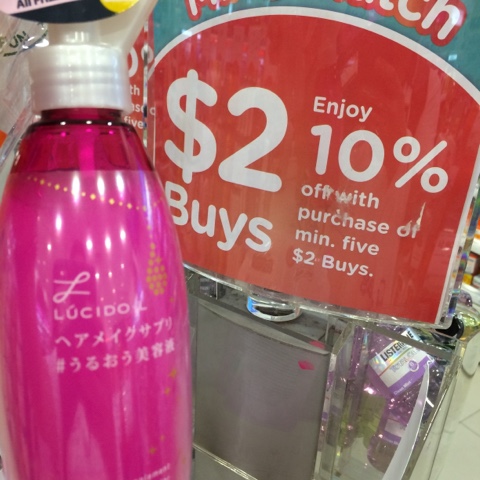 $2
Buys
Enjoy
10%
off with
purchase of
min. five
$2 Buys.
LUCIDO-L
ヘアメイクサプリ
#うるおう美容液
LISTERINE